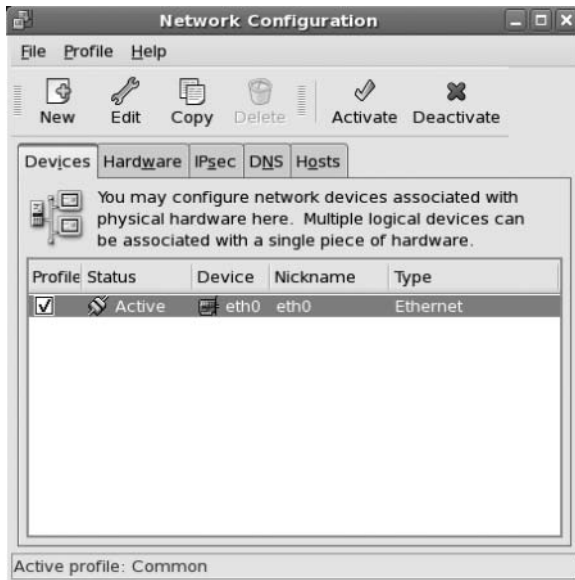 Network Configuration
File Profile Help
New Edit Copy Delete Activate Deactivate
Devices Hardware IPsec DNS Hosts
You may configure network devices associated with
physical hardware here. Multiple logical devices can
be associated with a single piece of hardware.
Profile Status Device Nickname Type
Active eth0 eth0 Ethernet
Active profile: Common